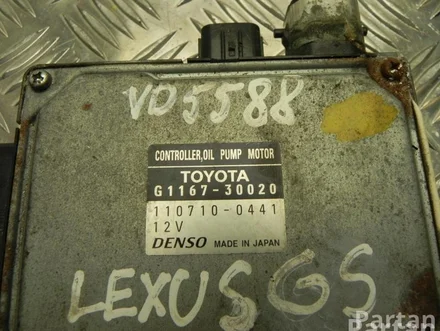 VD5588
CONTROLLER, OIL PUMP MOTOR
TOYOTA
G1167-30020
110710-0441
12V
DENSO MADE IN JAPAN
LEXUS GS
Partan